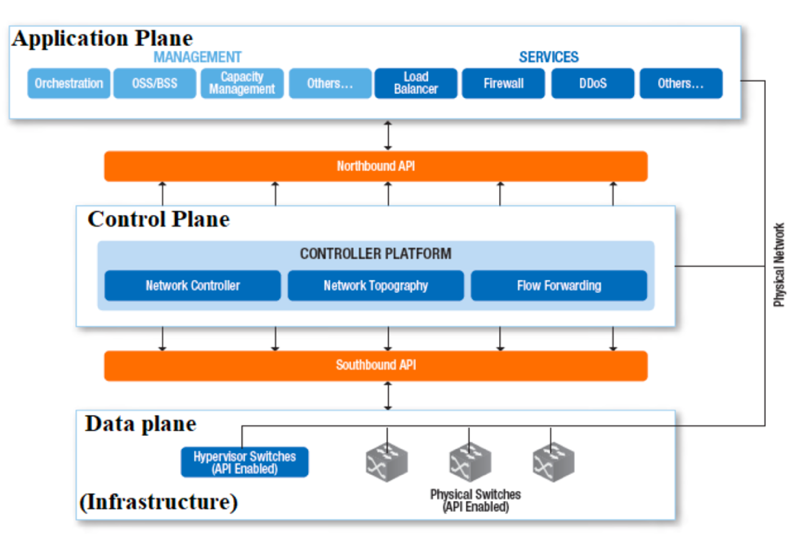 Application Plane
MANAGEMENT
SERVICES
Orchestration
OSS/BSS
Capacity
Management
Others...
Load
Balancer
Firewall
DDoS
Others...
Northbound API
Control Plane
CONTROLLER PLATFORM
Network Controller
Network Topography
Flow Forwarding
Physical Network
Southbound API
Data plane
Hypervisor Switches
(API Enabled)
Physical Switches
(API Enabled)
(Infrastructure)